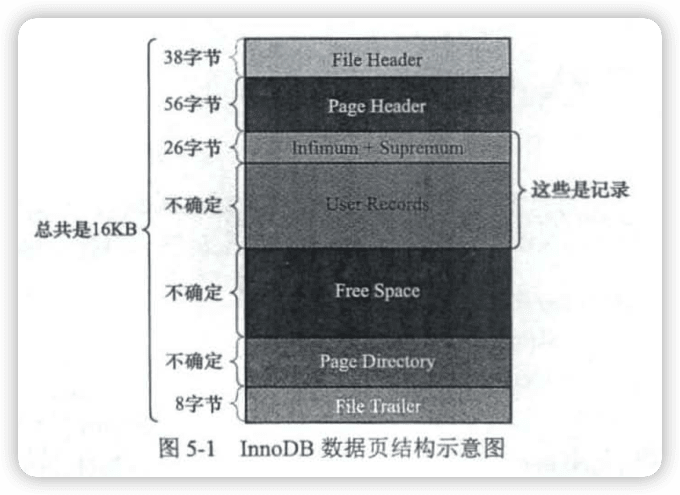 38字节
File Header
56字节
Page Header
26字节
Infimum + Supremum
这些是记录
不确定
User Records
总共是16KB
不确定
Free Space
不确定
Page Directory
8字节
File Trailer
图 5-1 InnoDB 数据页结构示意图